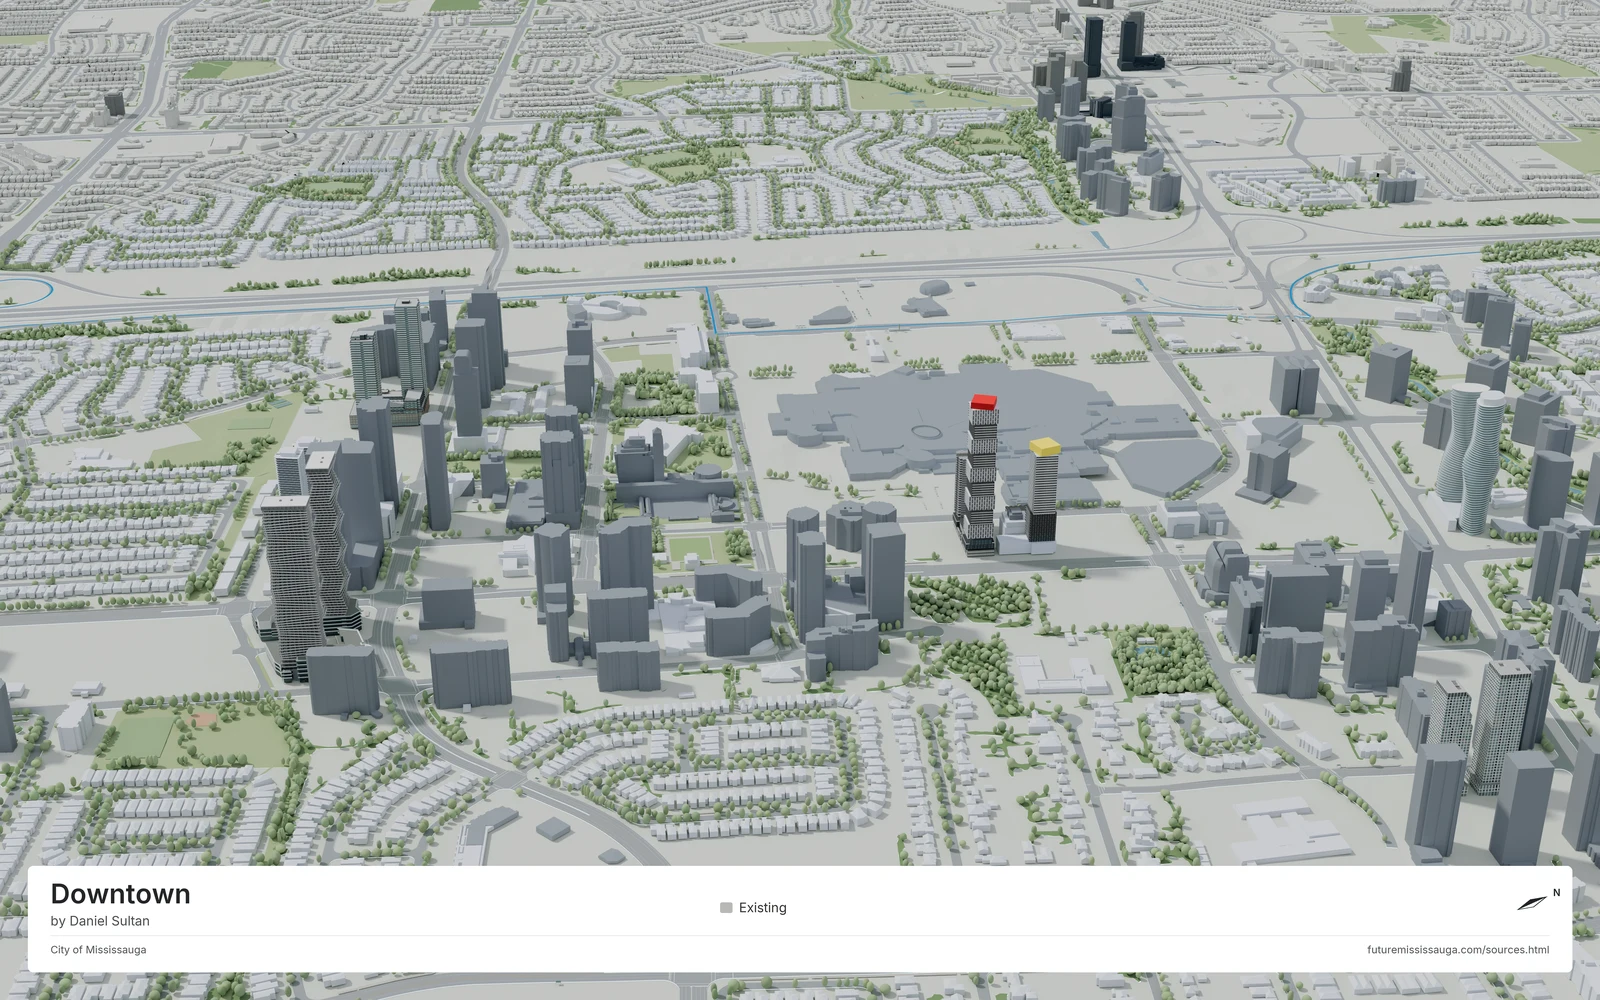 Downtown
by Daniel Sultan
Existing
N
City of Mississauga
futuremississauga.com/sources.html